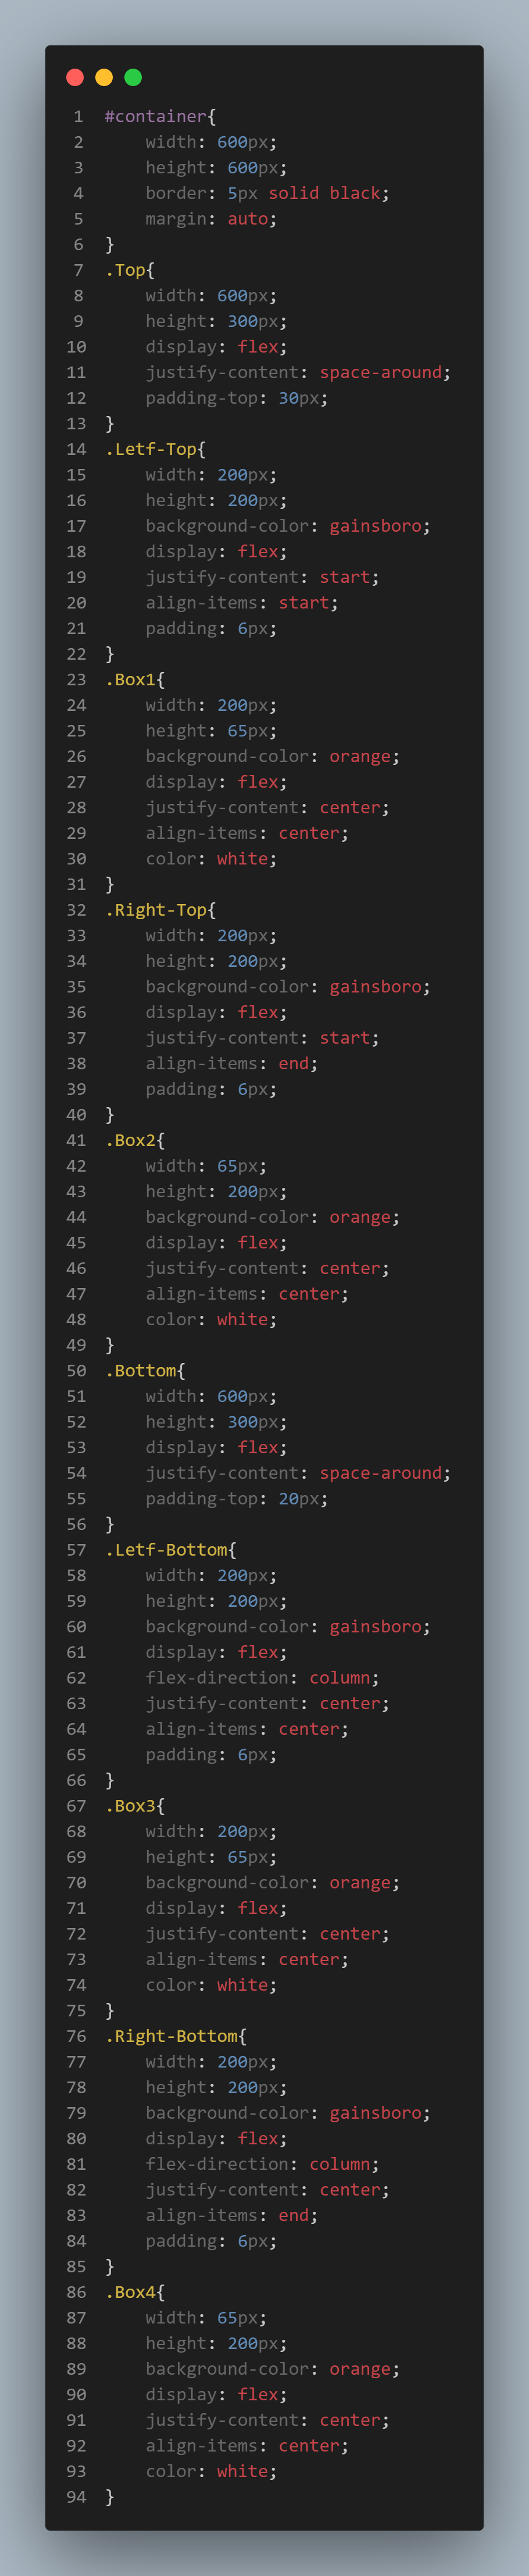 1 #container{
2     width: 600px;
3     height: 600px;
4     border: 5px solid black;
5     margin: auto;
6 }
7 .Top{
8     width: 600px;
9     height: 300px;
10     display: flex;
11     justify-content: space-around;
12     padding-top: 30px;
13 }
14 .Letf-Top{
15     width: 200px;
16     height: 200px;
17     background-color: gainsboro;
18     display: flex;
19     justify-content: start;
20     align-items: start;
21     padding: 6px;
22 }
23 .Box1{
24     width: 200px;
25     height: 65px;
26     background-color: orange;
27     display: flex;
28     justify-content: center;
29     align-items: center;
30     color: white;
31 }
32 .Right-Top{
33     width: 200px;
34     height: 200px;
35     background-color: gainsboro;
36     display: flex;
37     justify-content: start;
38     align-items: end;
39     padding: 6px;
40 }
41 .Box2{
42     width: 65px;
43     height: 200px;
44     background-color: orange;
45     display: flex;
46     justify-content: center;
47     align-items: center;
48     color: white;
49 }
50 .Bottom{
51     width: 600px;
52     height: 300px;
53     display: flex;
54     justify-content: space-around;
55     padding-top: 20px;
56 }
57 .Letf-Bottom{
58     width: 200px;
59     height: 200px;
60     background-color: gainsboro;
61     display: flex;
62     flex-direction: column;
63     justify-content: center;
64     align-items: center;
65     padding: 6px;
66 }
67 .Box3{
68     width: 200px;
69     height: 65px;
70     background-color: orange;
71     display: flex;
72     justify-content: center;
73     align-items: center;
74     color: white;
75 }
76 .Right-Bottom{
77     width: 200px;
78     height: 200px;
79     background-color: gainsboro;
80     display: flex;
81     flex-direction: column;
82     justify-content: center;
83     align-items: end;
84     padding: 6px;
85 }
86 .Box4{
87     width: 65px;
88     height: 200px;
89     background-color: orange;
90     display: flex;
91     justify-content: center;
92     align-items: center;
93     color: white;
94 }